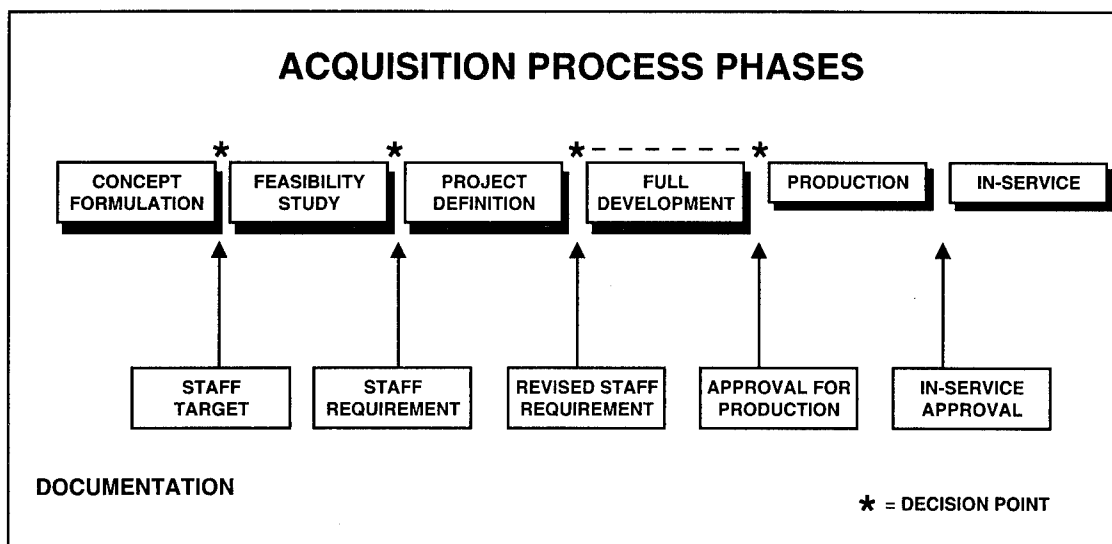 ACQUISITION PROCESS PHASES
* * * *
CONCEPT
FORMULATION
FEASIBILITY
STUDY
PROJECT
DEFINITION
FULL
DEVELOPMENT
PRODUCTION
IN-SERVICE
STAFF
TARGET
STAFF
REQUIREMENT
REVISED STAFF
REQUIREMENT
APPROVAL FOR
PRODUCTION
IN-SERVICE
APPROVAL
DOCUMENTATION
* = DECISION POINT